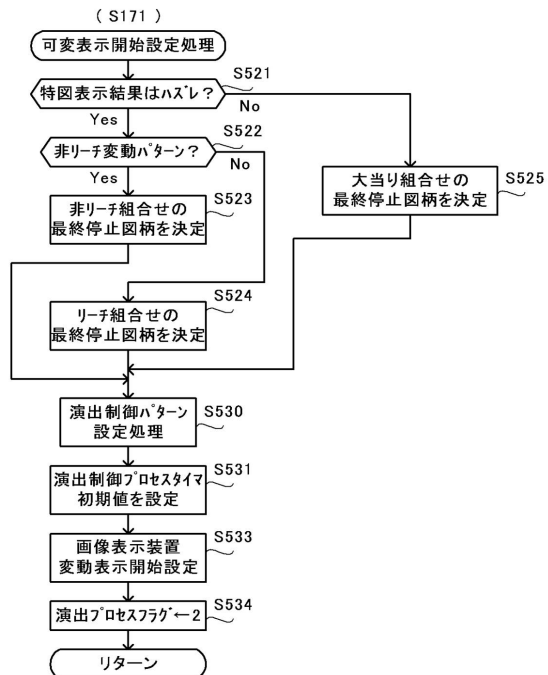 ( S171 )
可変表示開始設定処理
S521
特図表示結果はﾊｽﾞﾚ?
No
Yes
S522
非ﾘｰﾁ変動ﾊﾟﾀｰﾝ?
No
Yes
S523
非ﾘｰﾁ組合せの
最終停止図柄を決定
大当り組合せの
最終停止図柄を決定
S525
S524
ﾘｰﾁ組合せの
最終停止図柄を決定
演出制御ﾊﾟﾀｰﾝ
設定処理
S530
演出制御ﾌﾟﾛｾｽﾀｲﾏ
初期値を設定
S531
画像表示装置
変動表示開始設定
S533
演出ﾌﾟﾛｾｽﾌﾗｸﾞ←2
S534
リターン